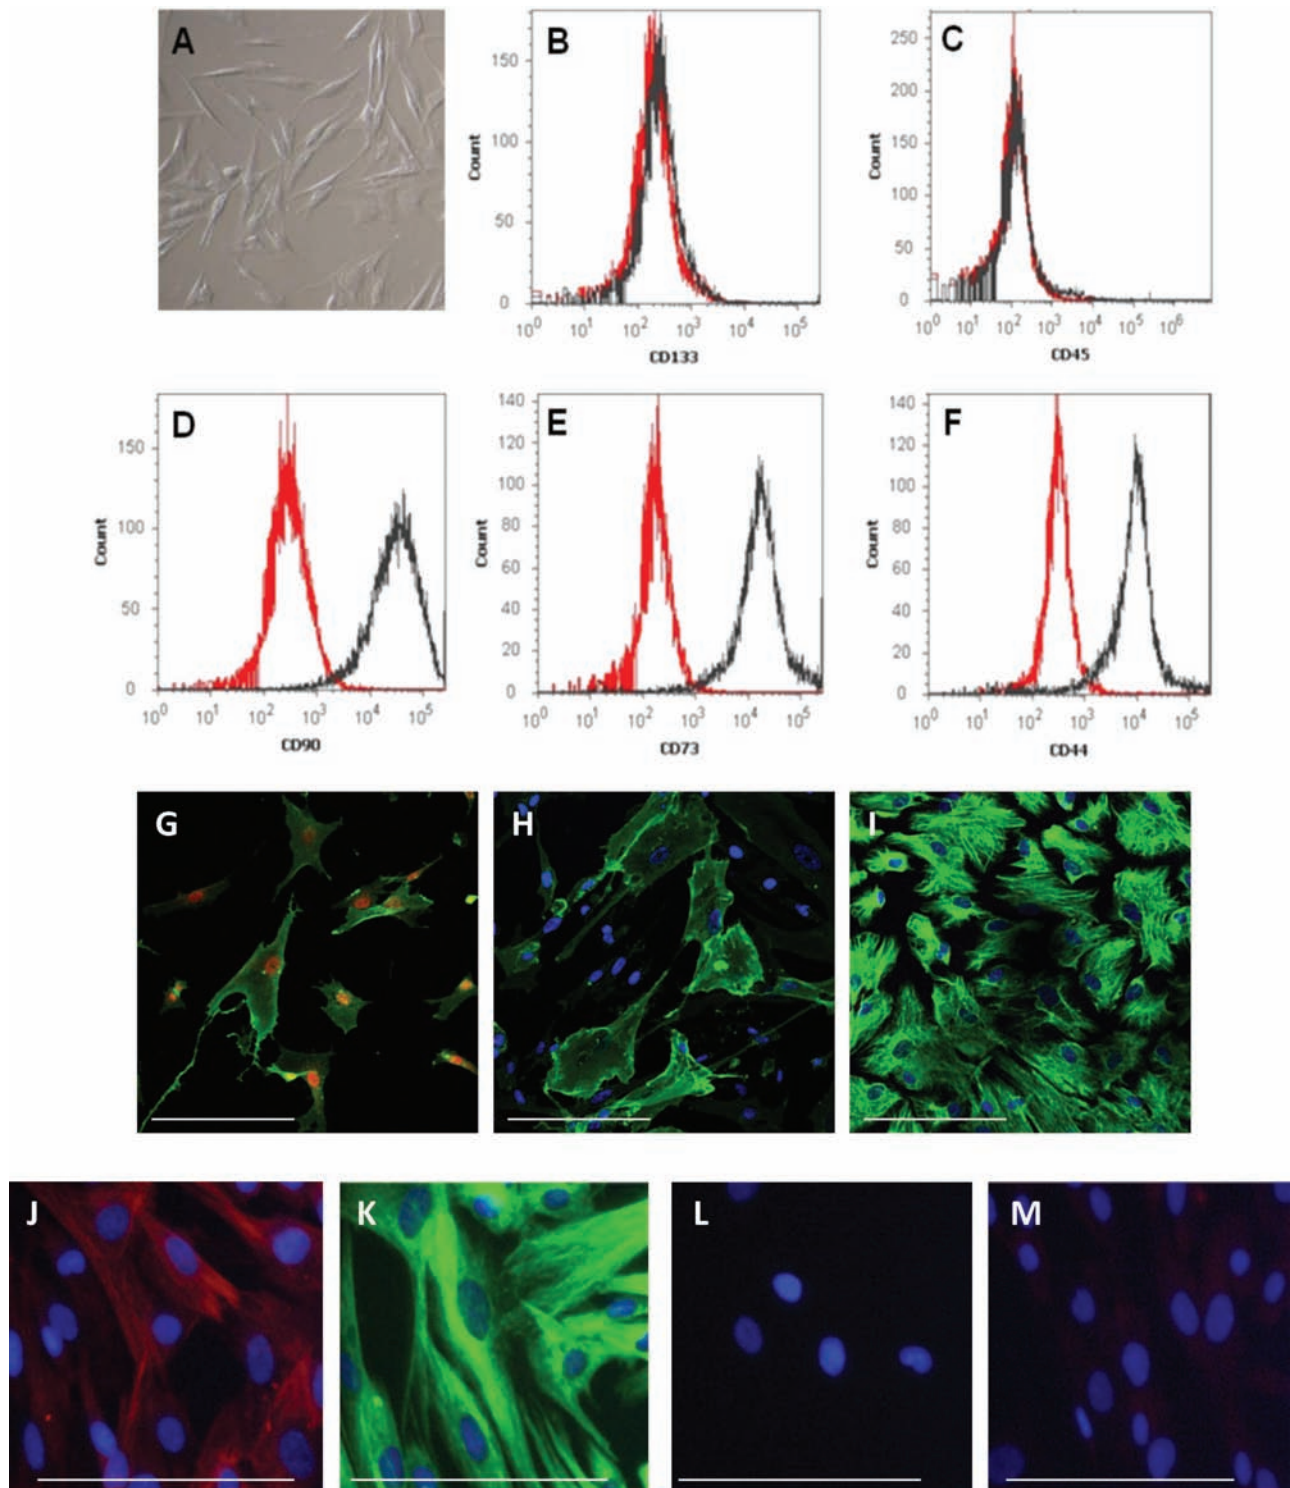 A
B
150
100
50
0
Count
10^0 10^1 10^2 10^3 10^4 10^5
CD133
C
250
200
150
100
50
0
Count
10^0 10^1 10^2 10^3 10^4 10^5 10^6
CD45
D
150
100
50
0
Count
10^0 10^1 10^2 10^3 10^4 10^5
CD90
E
140
120
100
80
60
40
20
0
Count
10^0 10^1 10^2 10^3 10^4 10^5
CD73
F
140
120
100
80
60
40
20
0
Count
10^0 10^1 10^2 10^3 10^4 10^5
CD44
G
H
I
J
K
L
M